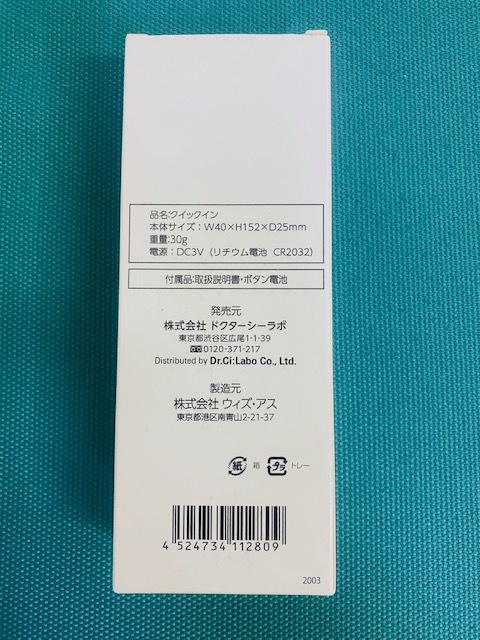 品名:クイックイン
本体サイズ：W40×H152×D25mm
重量:30g
電源：DC3V（リチウム電池 CR2032）
付属品:取扱説明書・ボタン電池
発売元
株式会社 ドクターシーラボ
東京都渋谷区広尾1-1-39
0120-371-217
Distributed by Dr.Ci:Labo Co., Ltd.
製造元
株式会社 ウィズ・アス
東京都港区南青山2-21-37
紙 箱 プラ トレー
4 524734 112809
2003